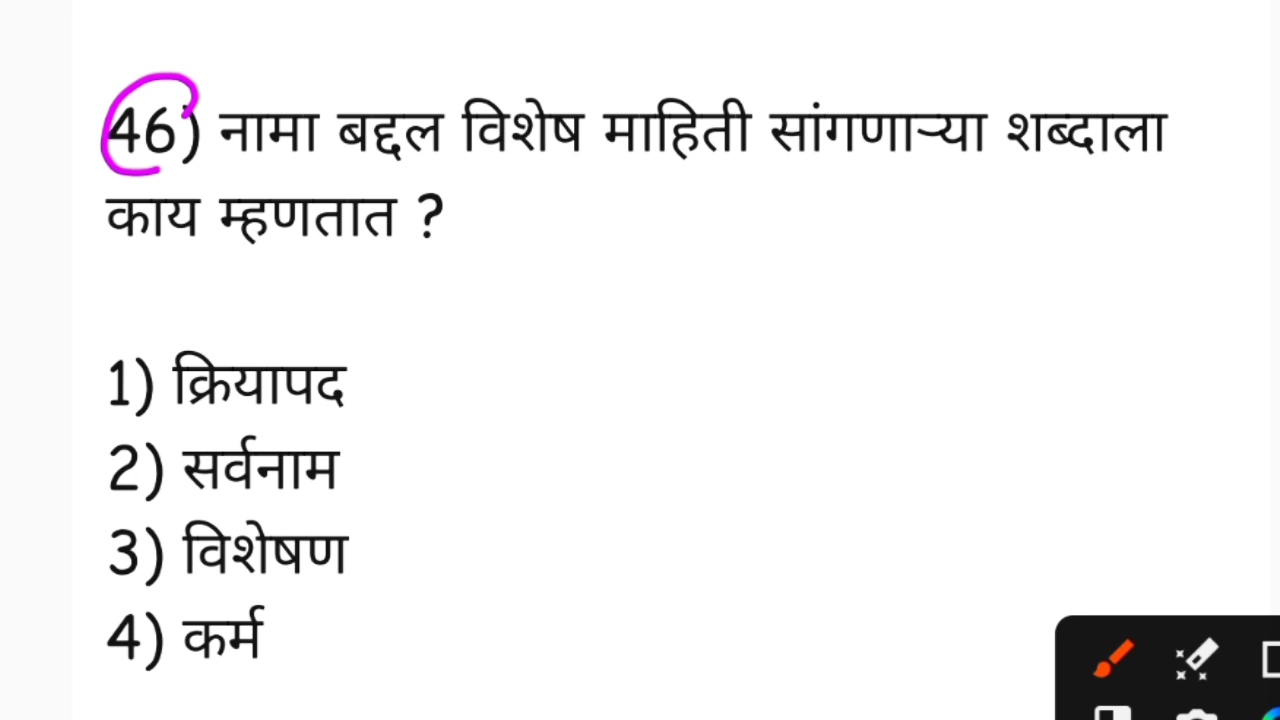 46) नामा बद्दल विशेष माहिती सांगणाऱ्या शब्दाला
काय म्हणतात ?
1) क्रियापद
2) सर्वनाम
3) विशेषण
4) कर्म